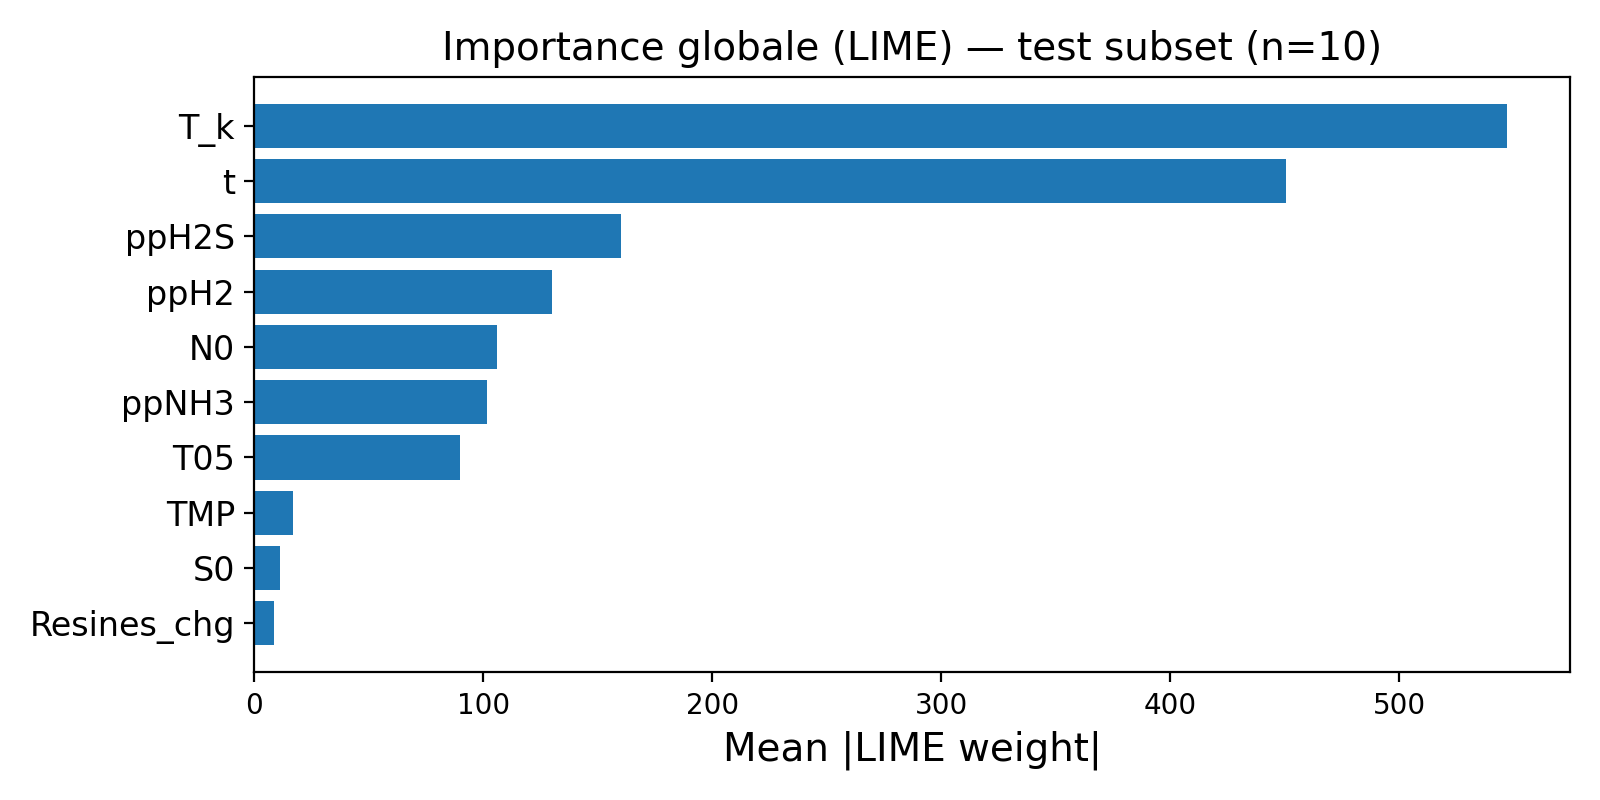 Importance globale (LIME) — test subset (n=10)
T_k
t
ppH2S
ppH2
N0
ppNH3
T05
TMP
S0
Resines_chg
0 100 200 300 400 500
Mean |LIME weight|